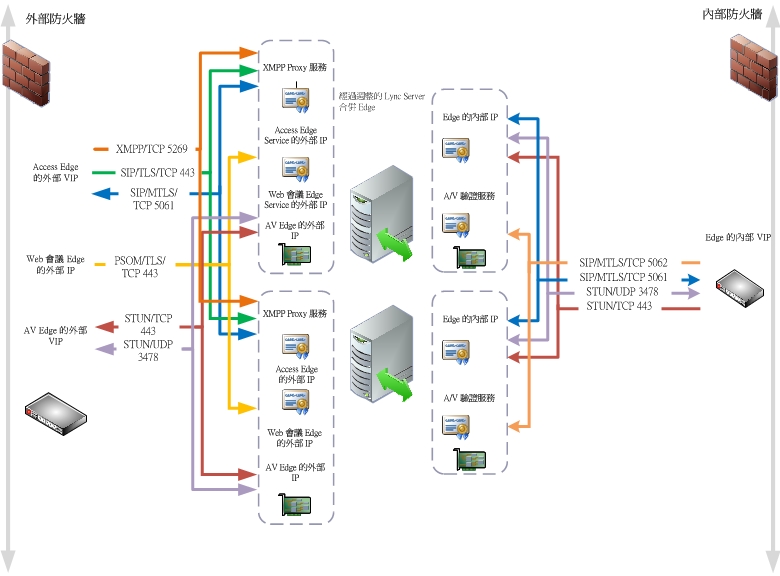 外部防火牆
內部防火牆
XMPP Proxy 服務
經過調整的 Lync Server
合併 Edge
Access Edge
Service 的外部 IP
Web 會議 Edge
Service 的外部 IP
AV Edge 的外部
IP
Edge 的內部 IP
A/V 驗證服務
XMPP/TCP 5269
Access Edge
的外部 VIP
SIP/TLS/TCP 443
SIP/MTLS/
TCP 5061
Web 會議 Edge
的外部 IP
PSOM/TLS/
TCP 443
AV Edge 的外部
VIP
STUN/TCP
443
STUN/UDP
3478
XMPP Proxy 服務
Access Edge
的外部 IP
Web 會議 Edge
的外部 IP
AV Edge 的外部
IP
Edge 的內部 IP
A/V 驗證服務
Edge 的內部 VIP
SIP/MTLS/TCP 5062
SIP/MTLS/TCP 5061
STUN/UDP 3478
STUN/TCP 443